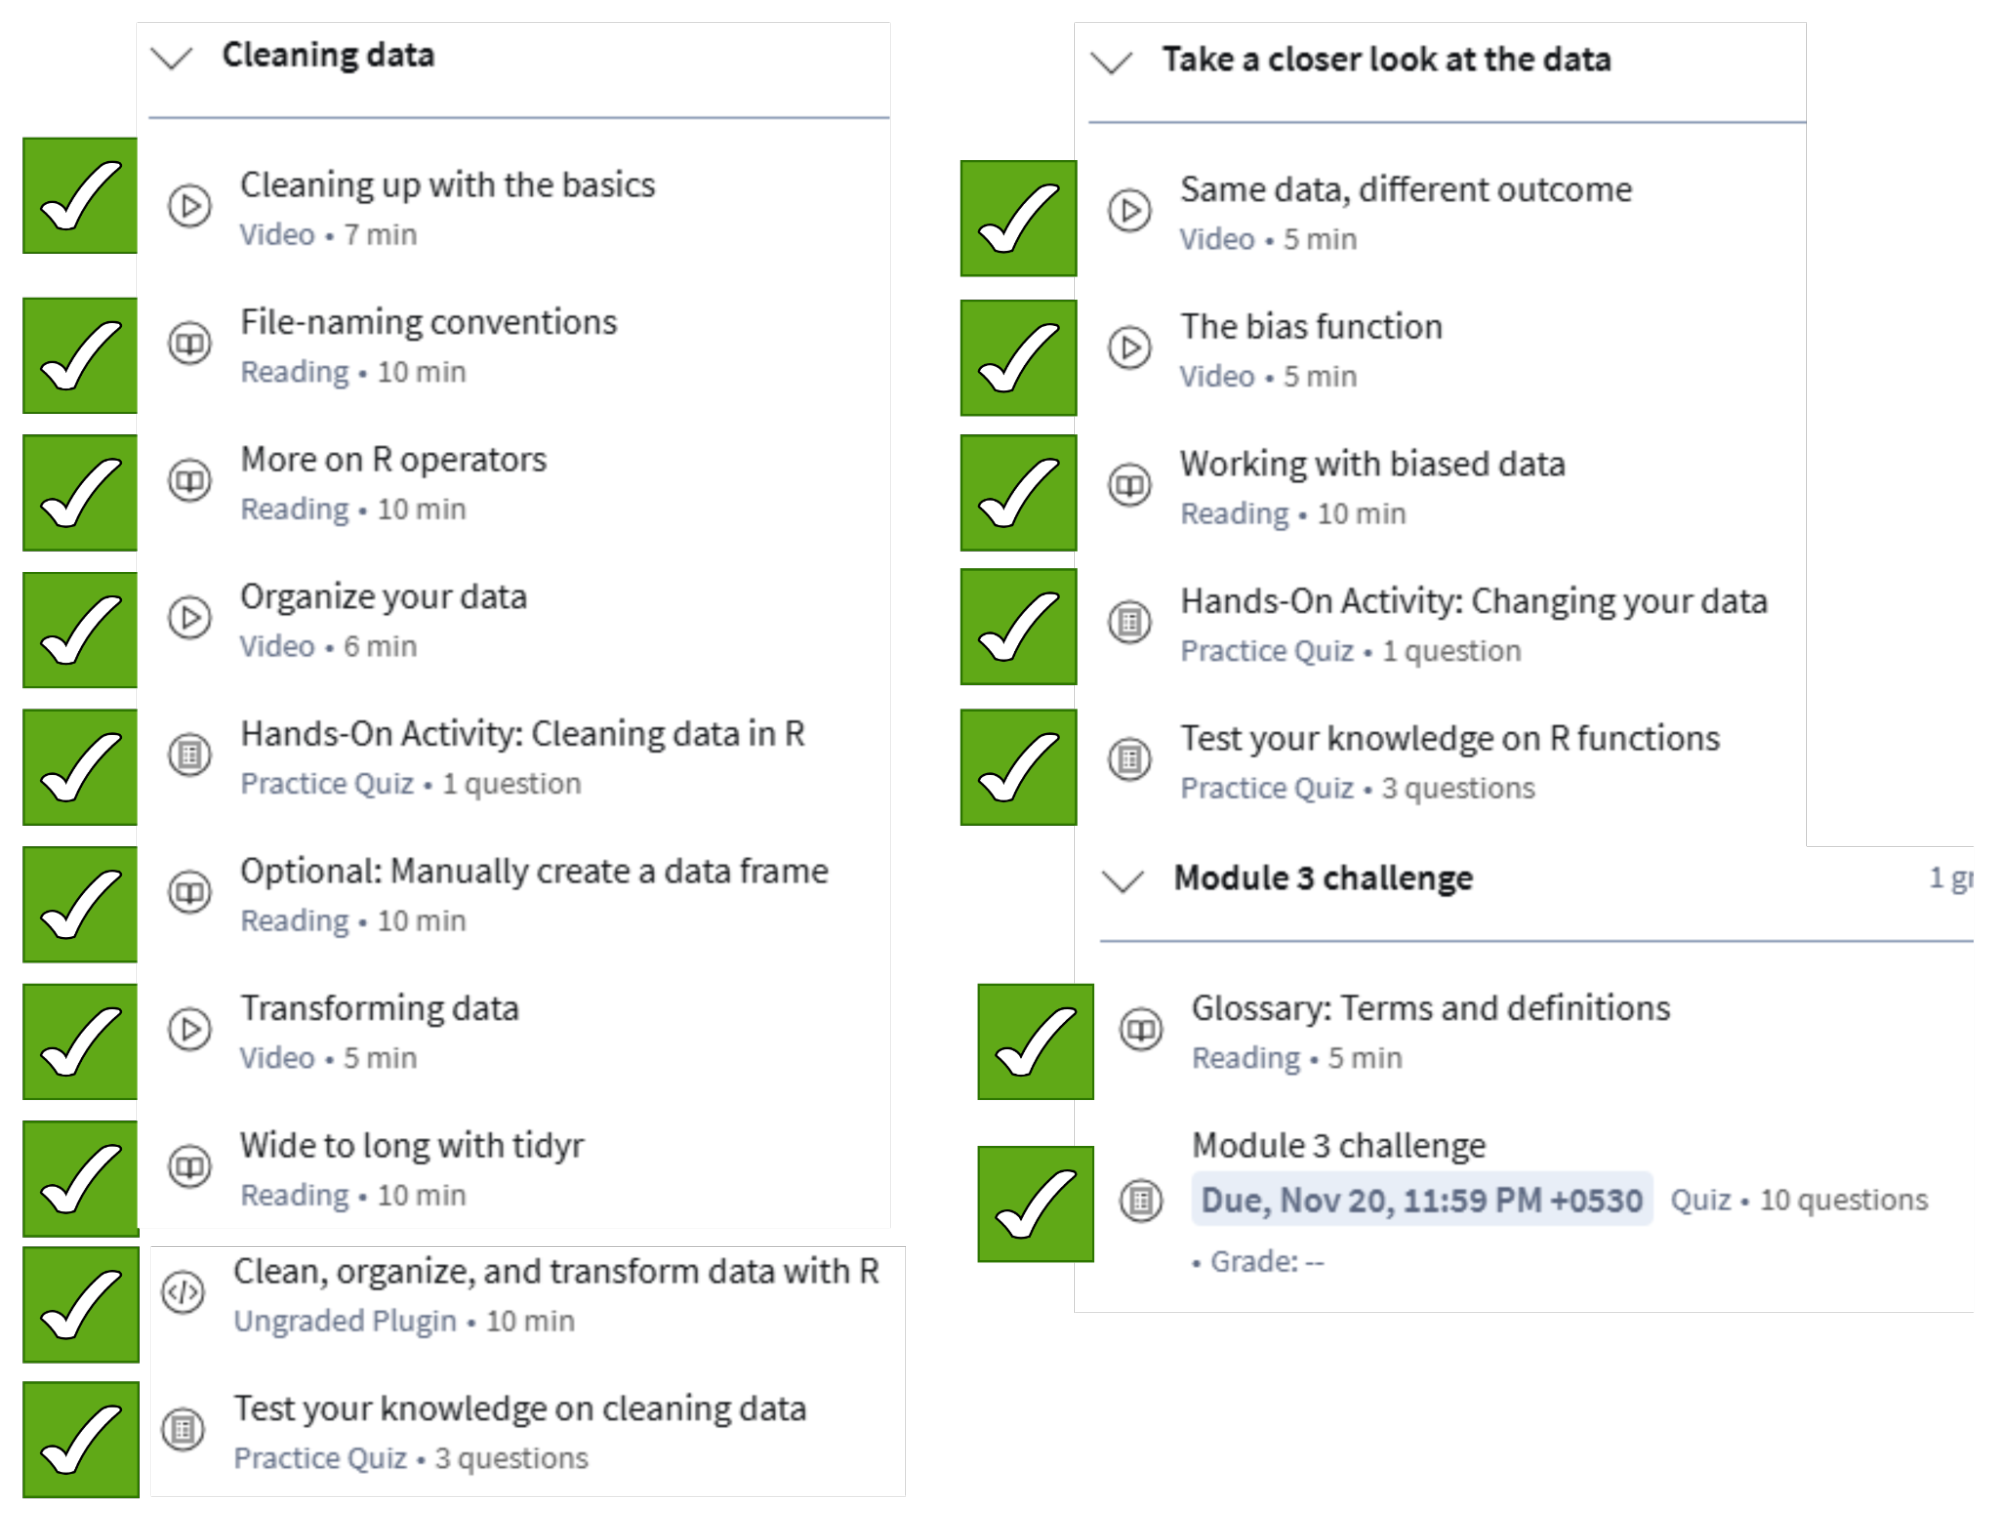 Cleaning data
Cleaning up with the basics
Video • 7 min
File-naming conventions
Reading • 10 min
More on R operators
Reading • 10 min
Organize your data
Video • 6 min
Hands-On Activity: Cleaning data in R
Practice Quiz • 1 question
Optional: Manually create a data frame
Reading • 10 min
Transforming data
Video • 5 min
Wide to long with tidyr
Reading • 10 min
Clean, organize, and transform data with R
Ungraded Plugin • 10 min
Test your knowledge on cleaning data
Practice Quiz • 3 questions
Take a closer look at the data
Same data, different outcome
Video • 5 min
The bias function
Video • 5 min
Working with biased data
Reading • 10 min
Hands-On Activity: Changing your data
Practice Quiz • 1 question
Test your knowledge on R functions
Practice Quiz • 3 questions
Module 3 challenge 1 gr
Glossary: Terms and definitions
Reading • 5 min
Module 3 challenge
Due, Nov 20, 11:59 PM +0530 Quiz • 10 questions
• Grade: --